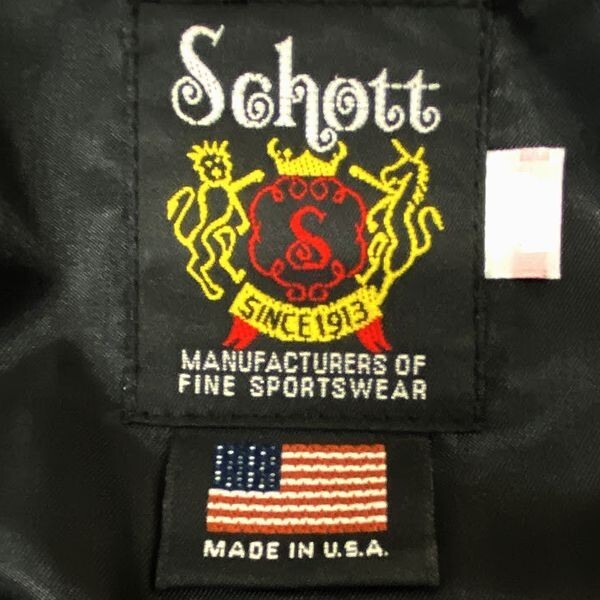 Schott
S
SINCE 1913
MANUFACTURERS OF
FINE SPORTSWEAR
MADE IN U.S.A.